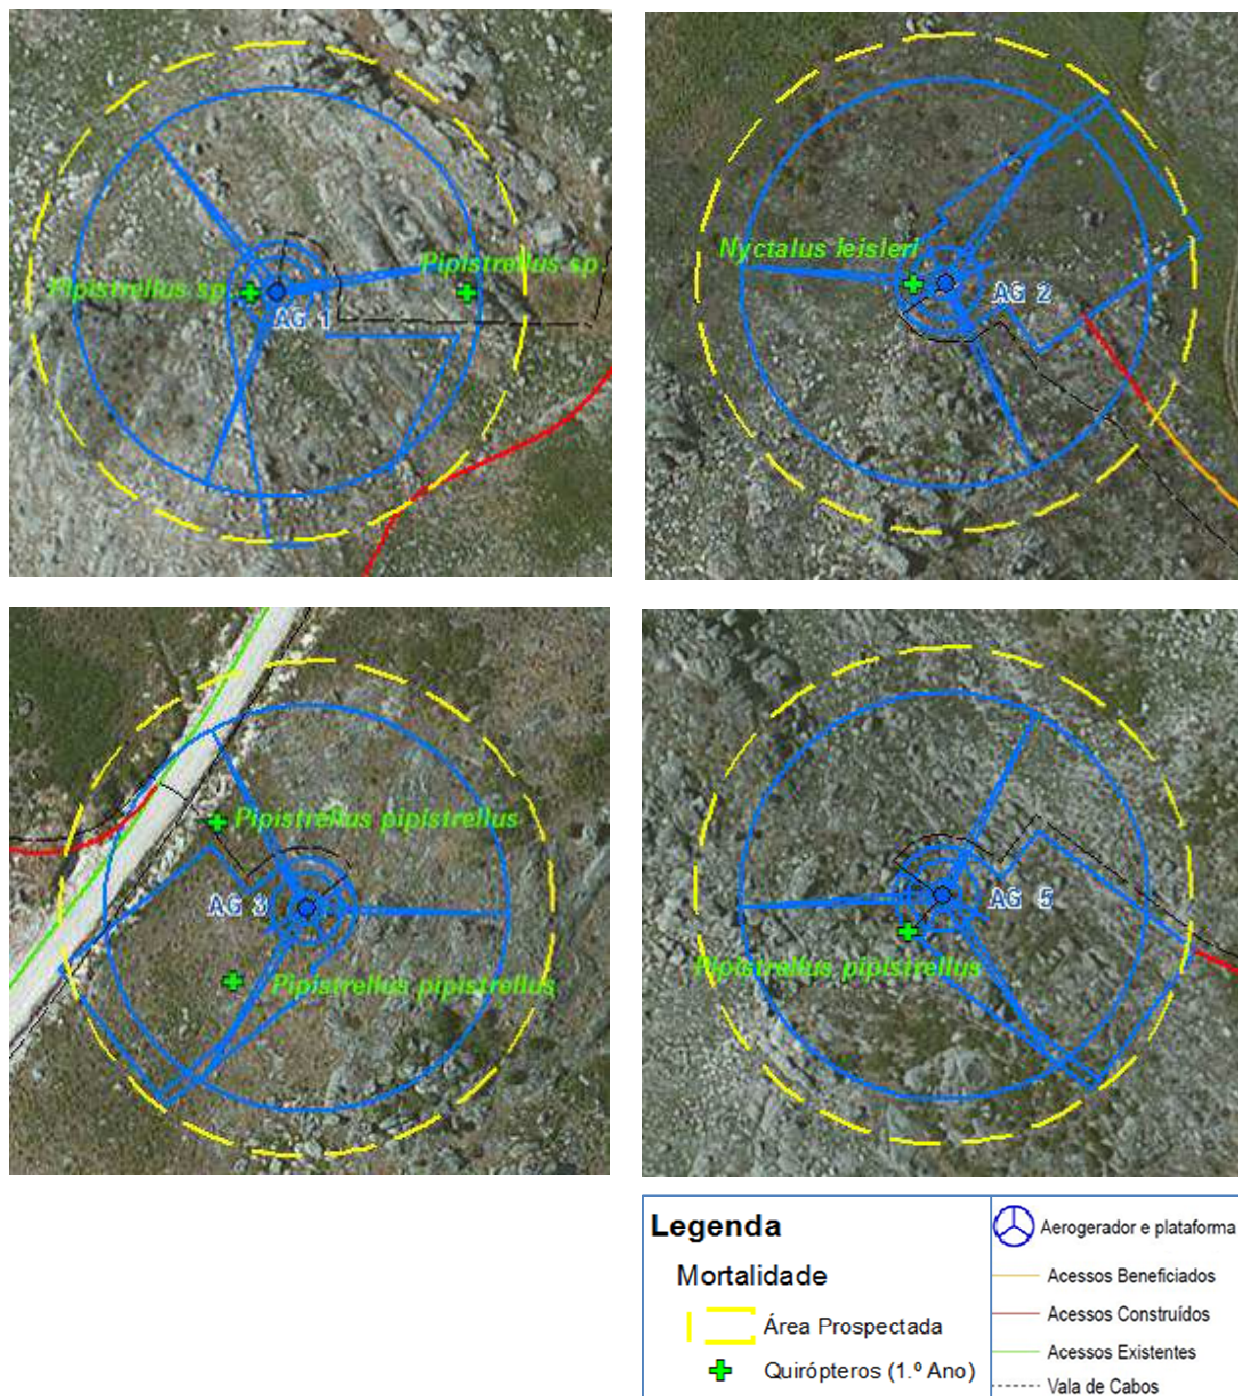 Pipistrellus sp.
Pipistrellus sp.
AG 1
Nyctalus leisleri
AG 2
Pipistrellus pipistrellus
AG 3
Pipistrellus pipistrellus
AG 5
Pipistrellus pipistrellus
Legenda
Mortalidade
Área Prospectada
Quirópteros (1.º Ano)
Aerogerador e plataforma
Acessos Beneficiados
Acessos Construídos
Acessos Existentes
Vala de Cabos